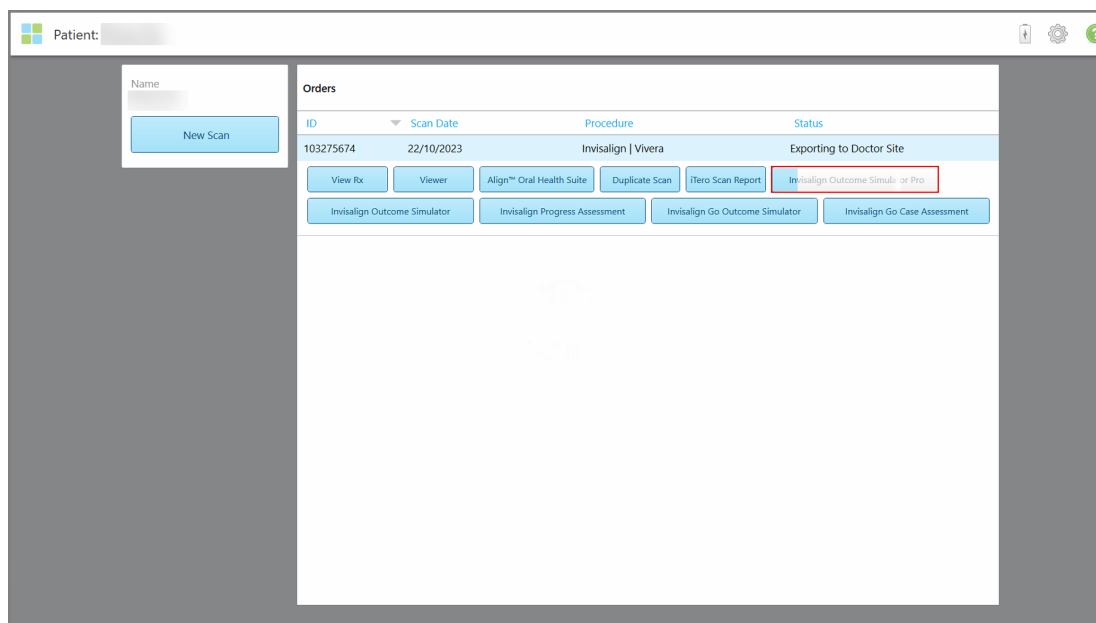 Patient:
Name
New Scan
Orders
ID Scan Date Procedure Status
103275674 22/10/2023 Invisalign | Vivera Exporting to Doctor Site
View Rx Viewer Align™ Oral Health Suite Duplicate Scan iTero Scan Report Invisalign Outcome Simulator Pro
Invisalign Outcome Simulator Invisalign Progress Assessment Invisalign Go Outcome Simulator Invisalign Go Case Assessment